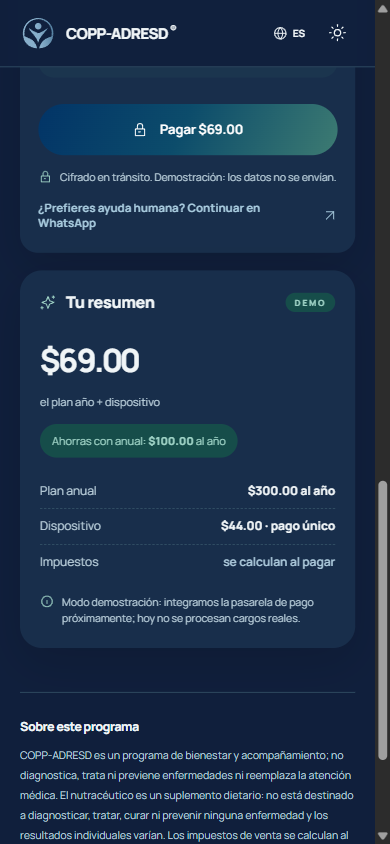 COPP-ADRESD®
ES
Pagar $69.00
Cifrado en tránsito. Demostración: los datos no se envían.
¿Prefieres ayuda humana? Continuar en
WhatsApp
Tu resumen
DEMO
$69.00
el plan año + dispositivo
Ahorras con anual: $100.00 al año
Plan anual $300.00 al año
Dispositivo $44.00 · pago único
Impuestos se calculan al pagar
Modo demostración: integramos la pasarela de pago
próximamente; hoy no se procesan cargos reales.
Sobre este programa
COPP-ADRESD es un programa de bienestar y acompañamiento; no
diagnostica, trata ni previene enfermedades ni reemplaza la atención
médica. El nutracéutico es un suplemento dietario: no está destinado
a diagnosticar, tratar, curar ni prevenir ninguna enfermedad y los
resultados individuales varían. Los impuestos de venta se calculan al